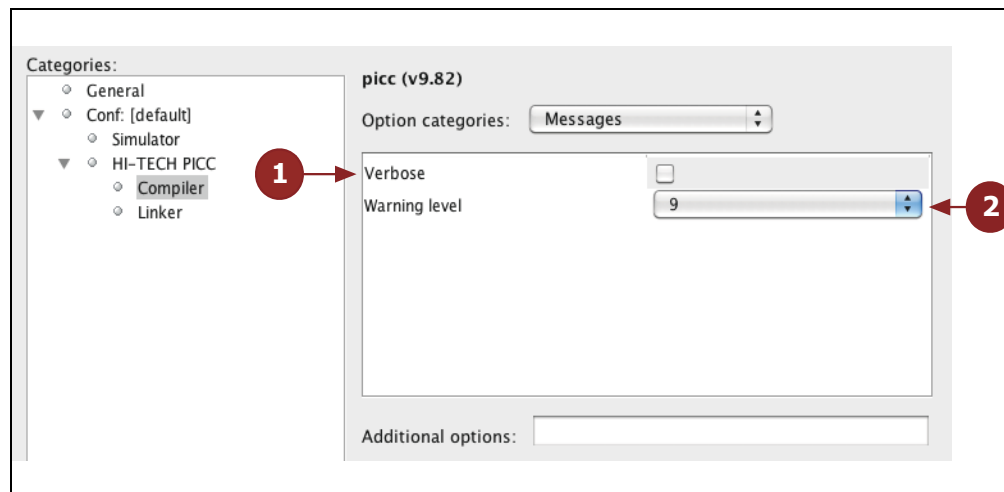 Categories:
General
Conf: [default]
Simulator
HI-TECH PICC
Compiler
Linker
picc (v9.82)
Option categories: Messages
1
Verbose
Warning level 9
2
Additional options: